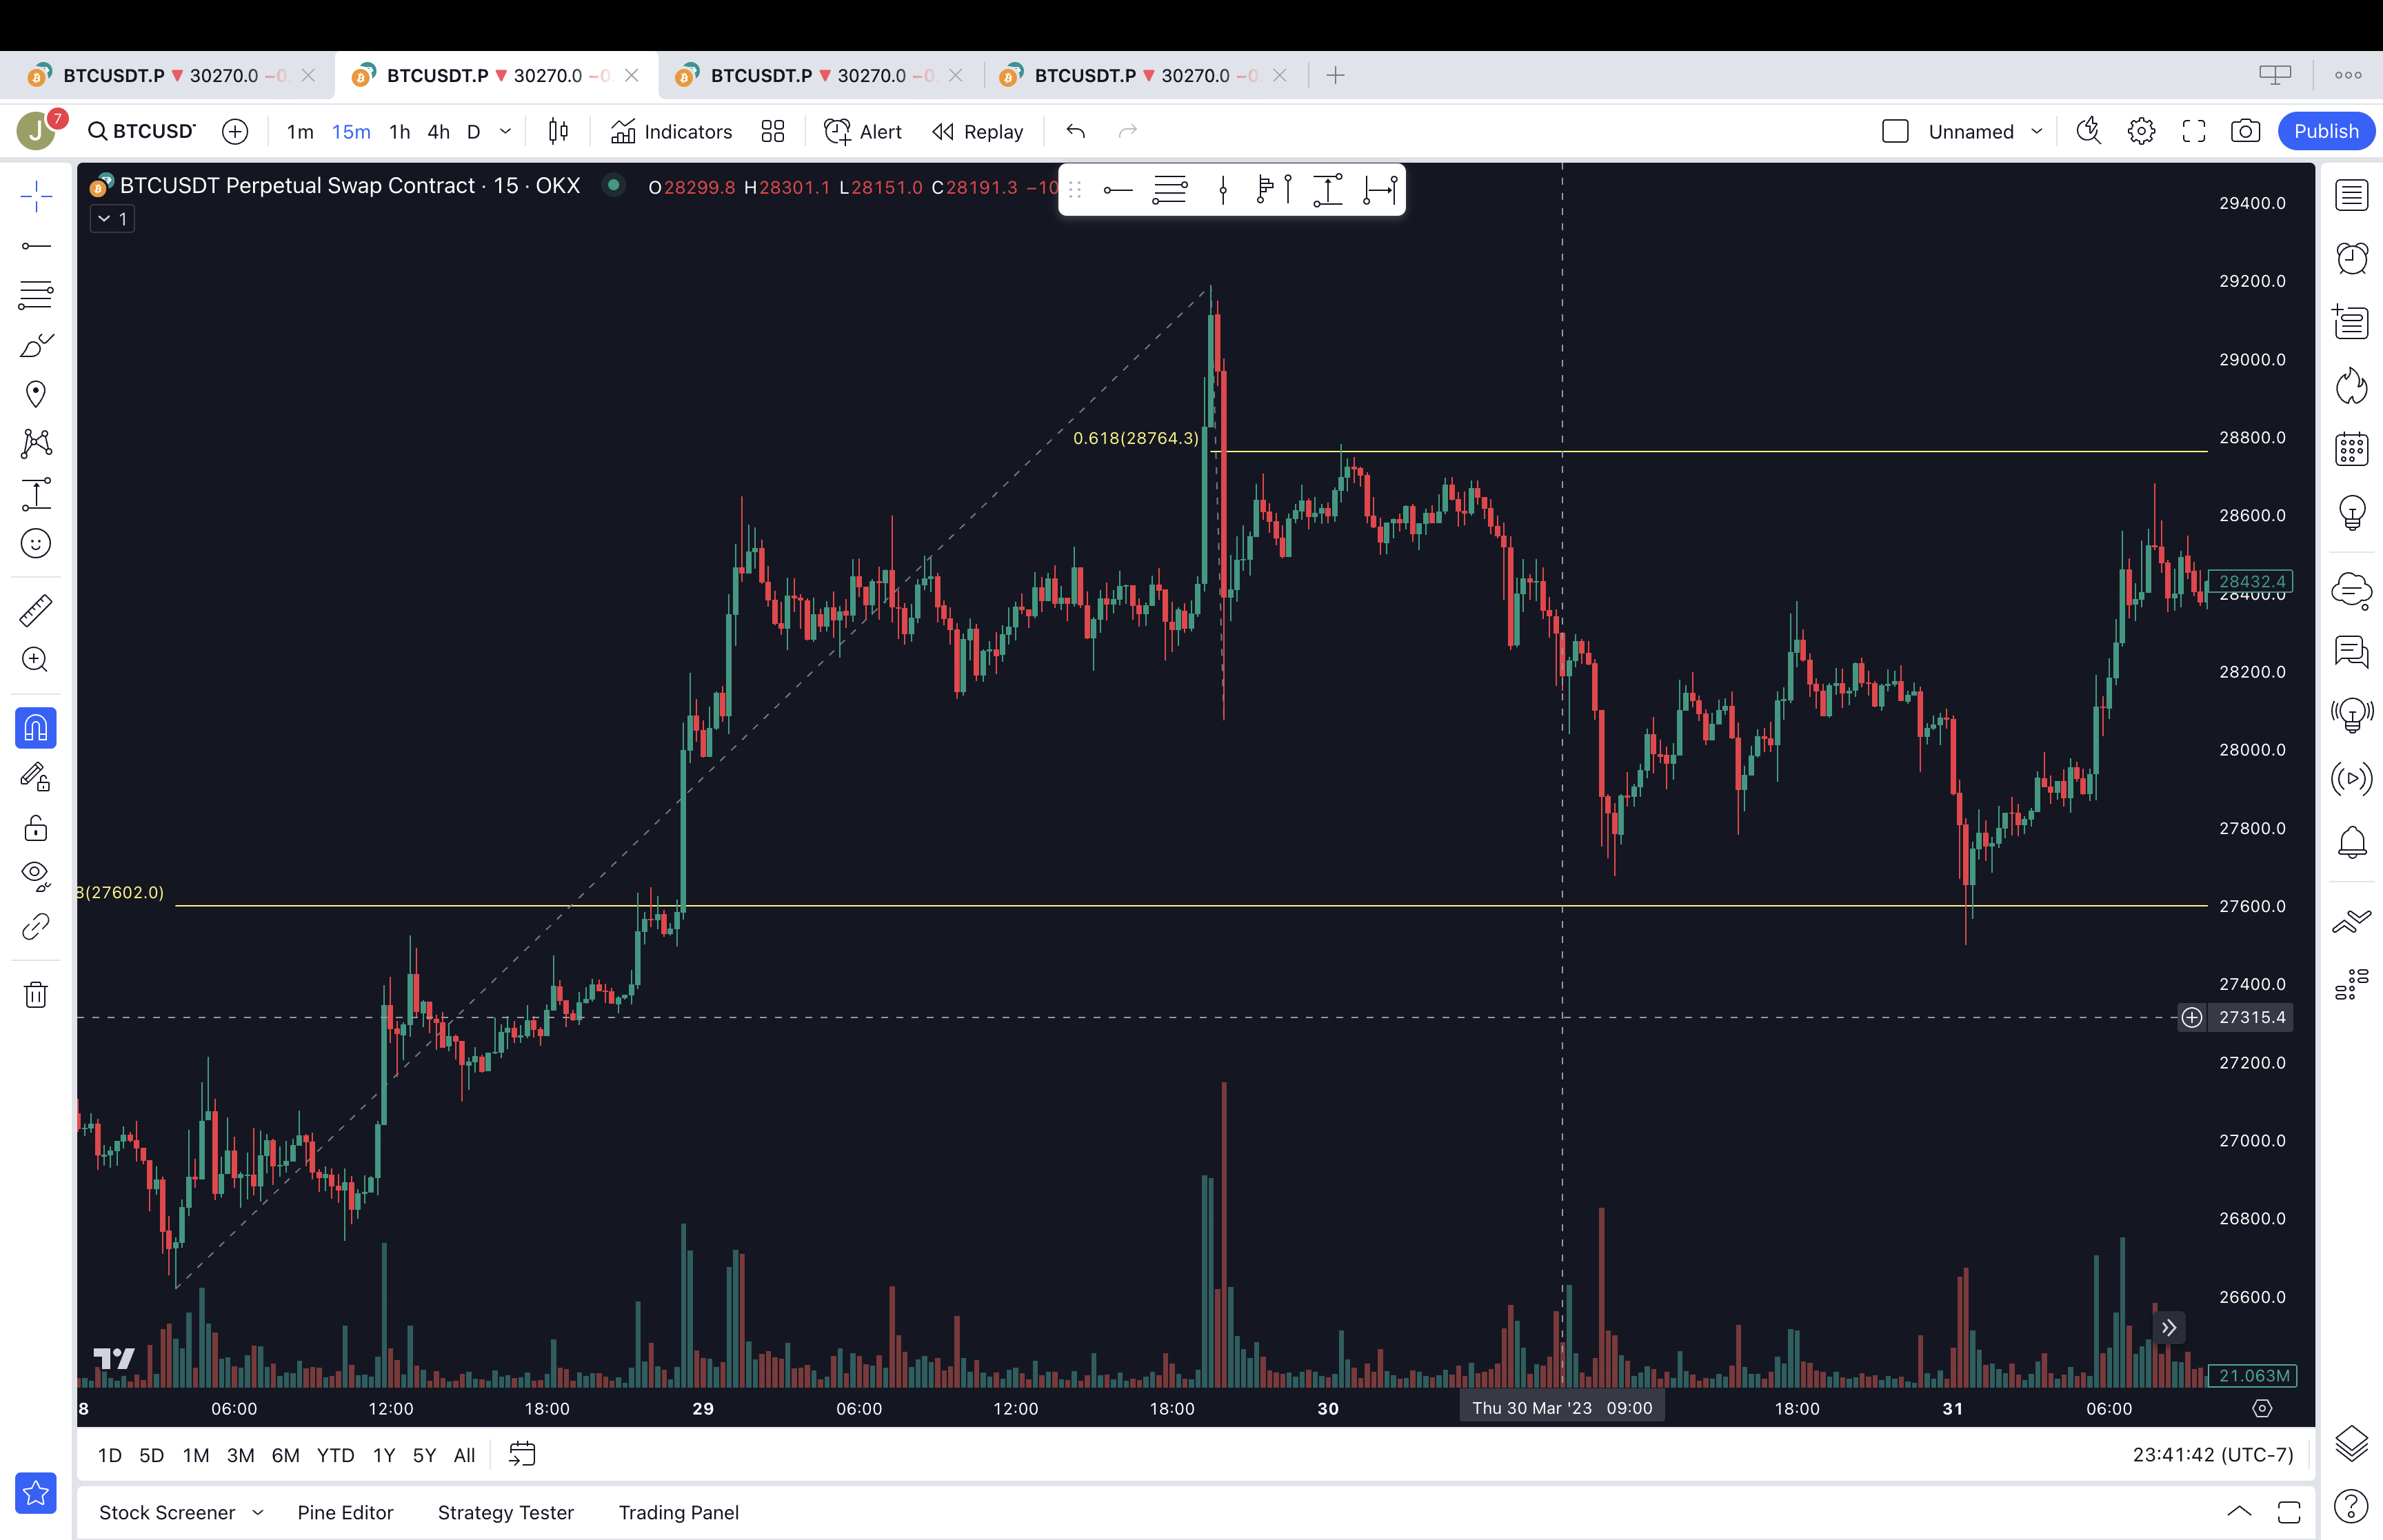 BTCUSDT.P ▼ 30270.0 −0.
BTCUSDT.P ▼ 30270.0 −0.
BTCUSDT.P ▼ 30270.0 −0.
BTCUSDT.P ▼ 30270.0 −0.
J 7 BTCUSDT 1m 15m 1h 4h D Indicators Alert Replay Unnamed Publish
BTCUSDT Perpetual Swap Contract · 15 · OKX O28299.8 H28301.1 L28151.0 C28191.3 −10
1
29400.0
29200.0
29000.0
0.618(28764.3)
28800.0
28600.0
28432.4
28400.0
28200.0
28000.0
27800.0
8(27602.0)
27600.0
27400.0
27315.4
27200.0
27000.0
26800.0
26600.0
21.063M
8 06:00 12:00 18:00 29 06:00 12:00 18:00 30 Thu 30 Mar '23 09:00 18:00 31 06:00
1D 5D 1M 3M 6M YTD 1Y 5Y All 23:41:42 (UTC-7)
Stock Screener Pine Editor Strategy Tester Trading Panel